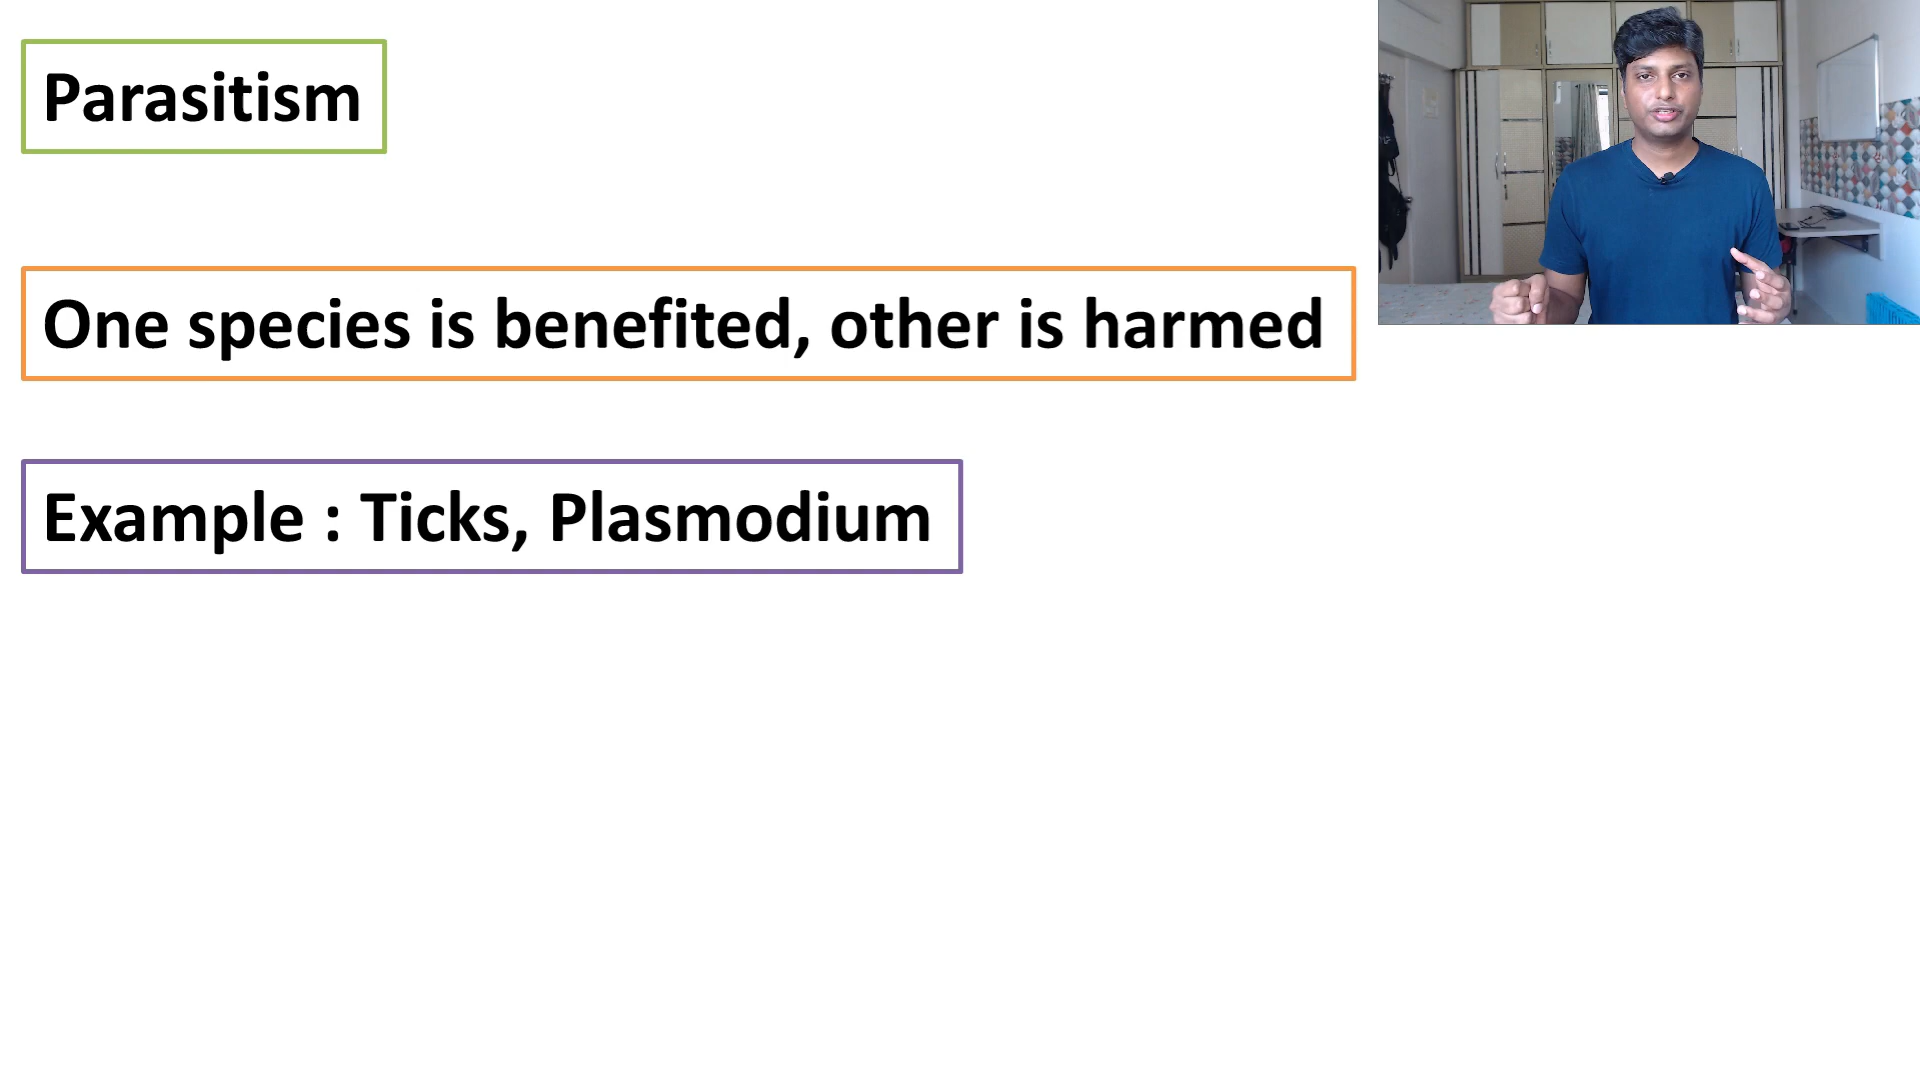 Parasitism
One species is benefited, other is harmed
Example : Ticks, Plasmodium